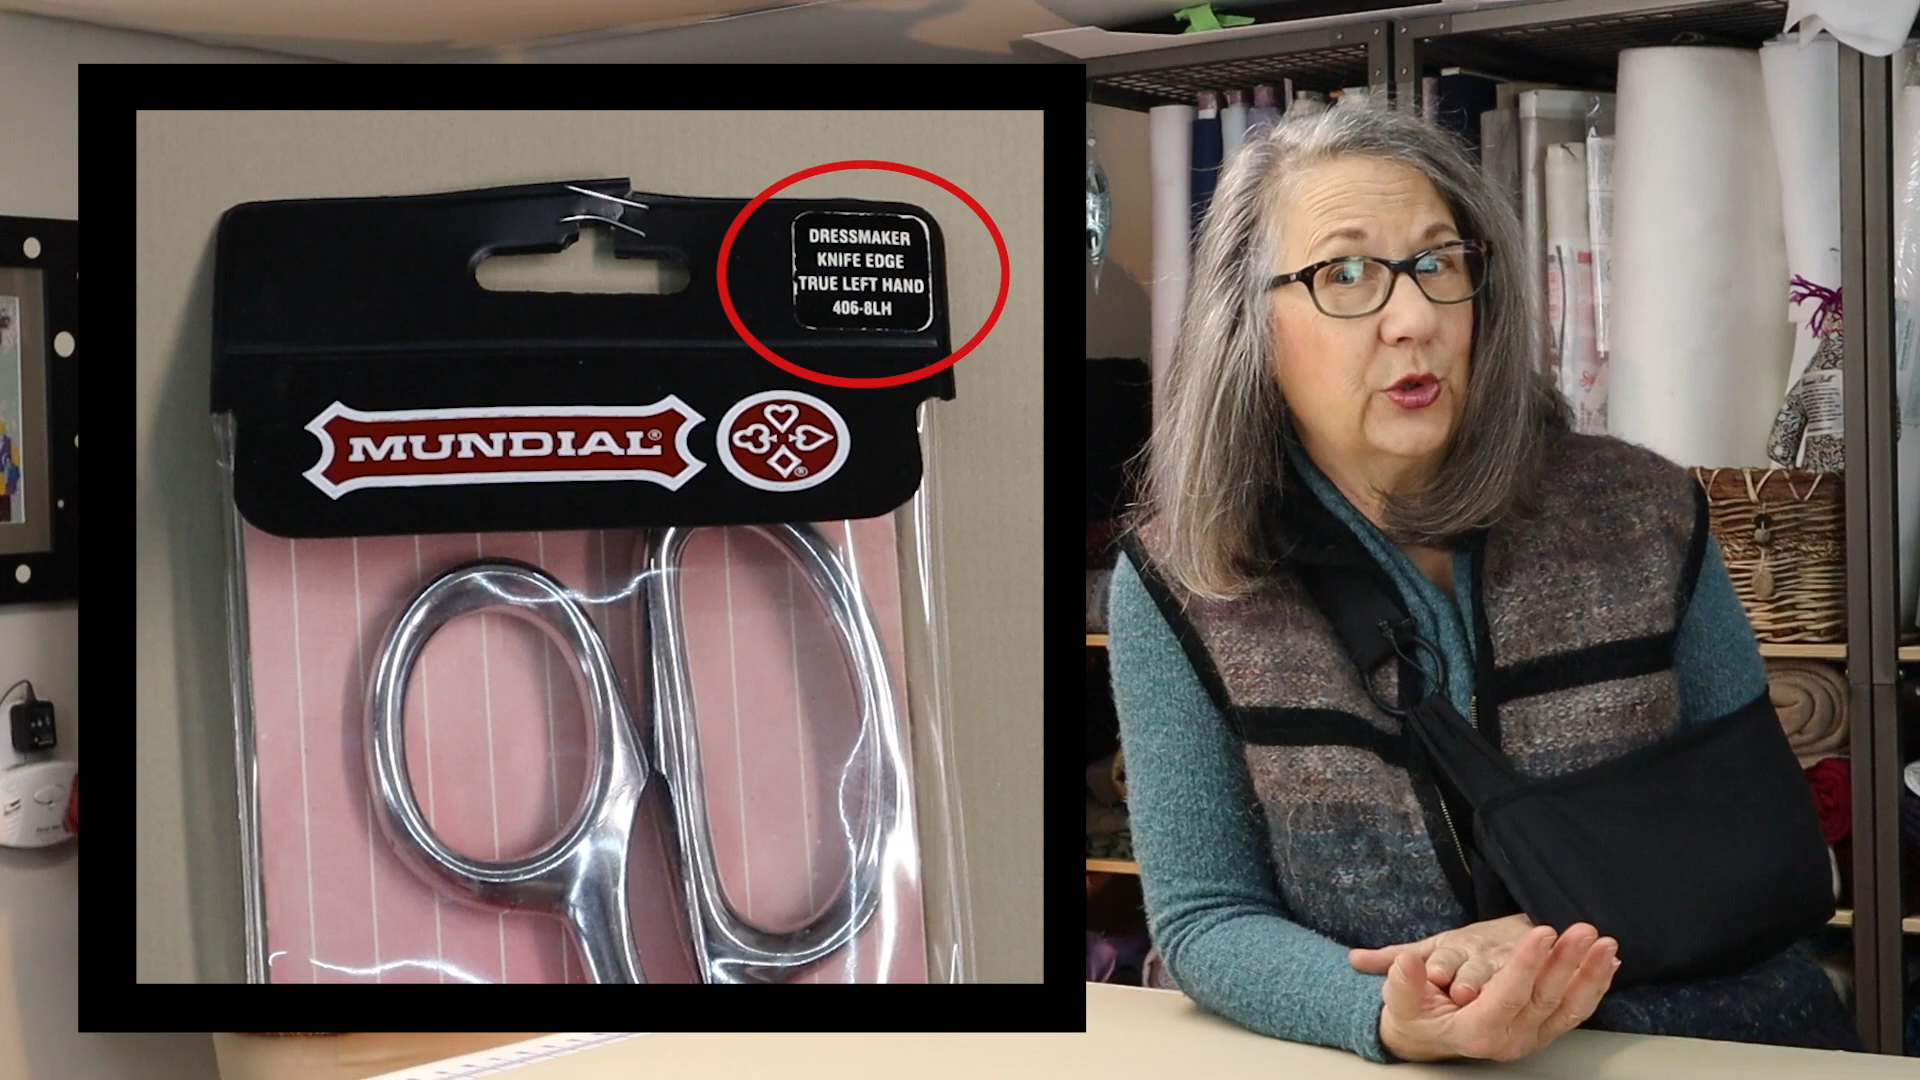 DRESSMAKER
KNIFE EDGE
TRUE LEFT HAND
406-8LH
MUNDIAL®